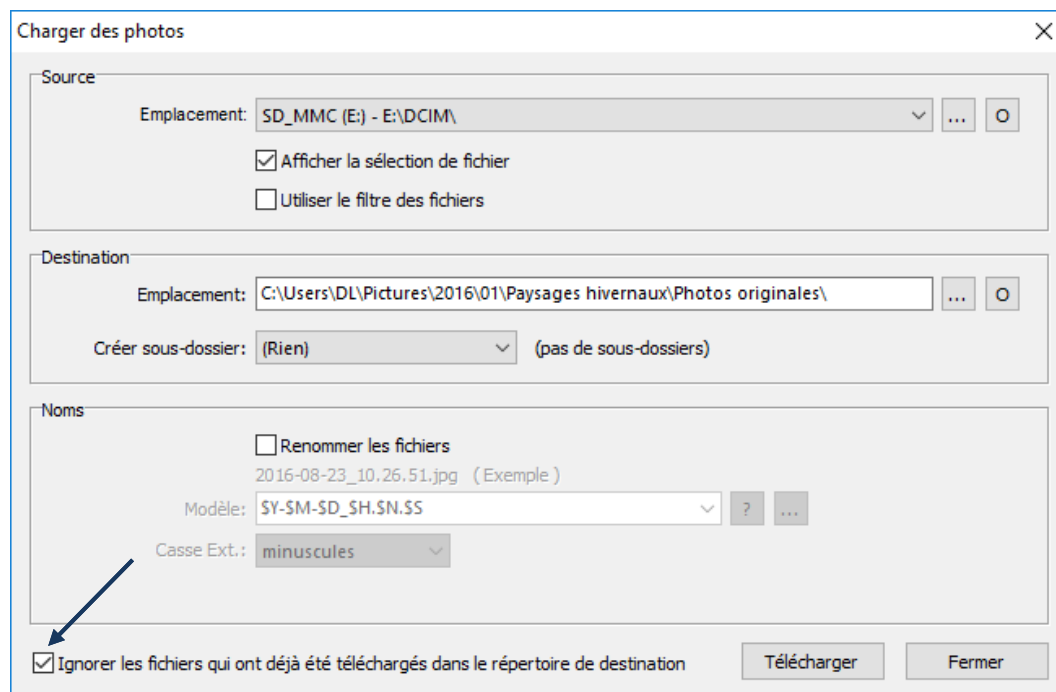 Charger des photos
Source
Emplacement: SD_MMC (E:) - E:\DCIM\ ... O
Afficher la sélection de fichier
Utiliser le filtre des fichiers
Destination
Emplacement: C:\Users\DL\Pictures\2016\01\Paysages hivernaux\Photos originales\ ... O
Créer sous-dossier: (Rien) (pas de sous-dossiers)
Noms
Renommer les fichiers
2016-08-23_10.26.51.jpg ( Exemple )
Modèle: $Y-$M-$D_$H.$N.$S ? ...
Casse Ext.: minuscules
Ignorer les fichiers qui ont déjà été téléchargés dans le répertoire de destination Télécharger Fermer